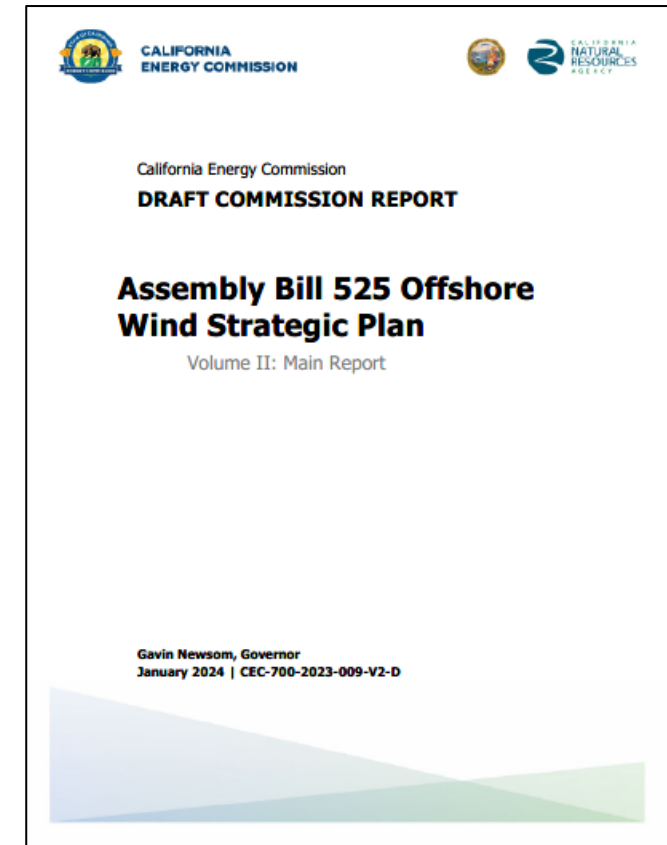 CALIFORNIA
ENERGY COMMISSION
CALIFORNIA
NATURAL
RESOURCES
AGENCY
California Energy Commission
DRAFT COMMISSION REPORT
Assembly Bill 525 Offshore
Wind Strategic Plan
Volume II: Main Report
Gavin Newsom, Governor
January 2024 | CEC-700-2023-009-V2-D